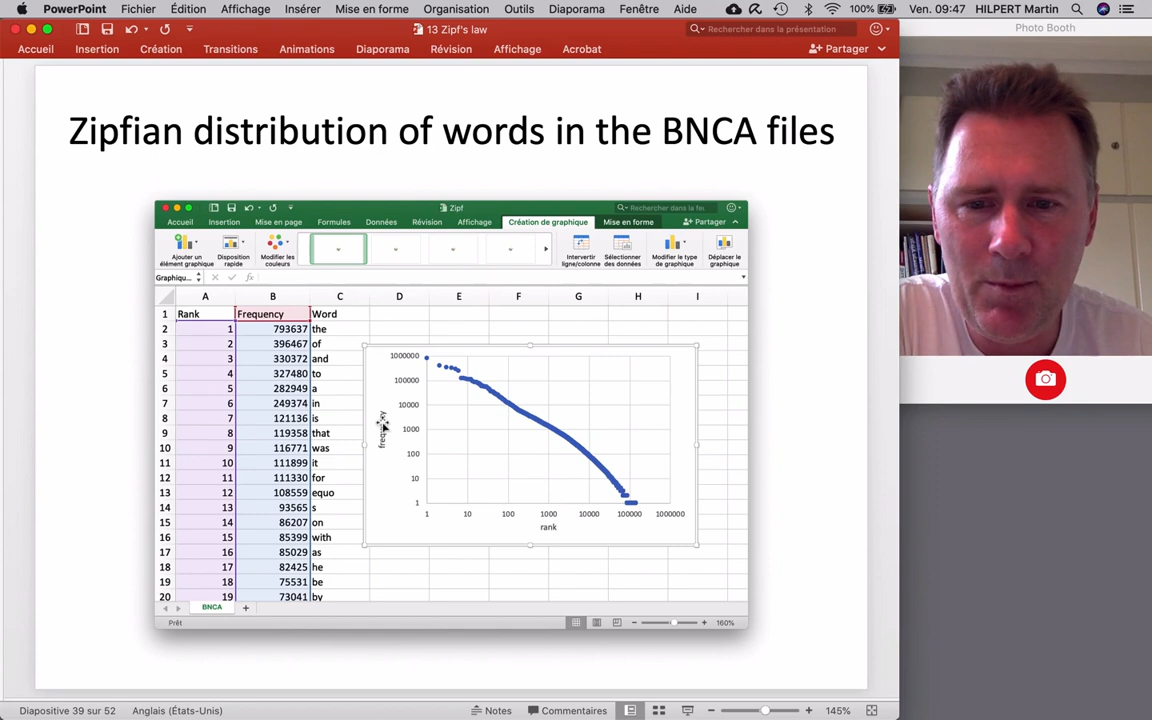 PowerPoint Fichier Édition Affichage Insérer Mise en forme Organisation Outils Diaporama Fenêtre Aide 100% Ven. 09:47 HILPERT Martin
13 Zipf's law
Rechercher dans la présentation
Photo Booth
Accueil Insertion Création Transitions Animations Diaporama Révision Affichage Acrobat Partager
Zipfian distribution of words in the BNCA files
Zipf
Rechercher dans la feu
Accueil Insertion Mise en page Formules Données Révision Affichage Création de graphique Mise en forme Partager
Ajouter un élément graphique
Disposition rapide
Modifier les couleurs
Intervertir ligne/colonne
Sélectionner des données
Modifier le type de graphique
Déplacer le graphique
Graphiqu... fx
A B C D E F G H I
1 Rank Frequency Word
2 1 793637 the
3 2 396467 of
4 3 330372 and
5 4 327480 to
6 5 282949 a
7 6 249374 in
8 7 121136 is
9 8 119358 that
10 9 116771 was
11 10 111899 it
12 11 111330 for
13 12 108559 equo
14 13 93565 s
15 14 86207 on
16 15 85399 with
17 16 85029 as
18 17 82425 he
19 18 75531 be
20 19 73041 by
1000000
100000
10000
1000
100
10
1
frequency
1 10 100 1000 10000 100000 1000000
rank
BNCA +
Prêt 160%
Diapositive 39 sur 52 Anglais (États-Unis) Notes Commentaires 145%